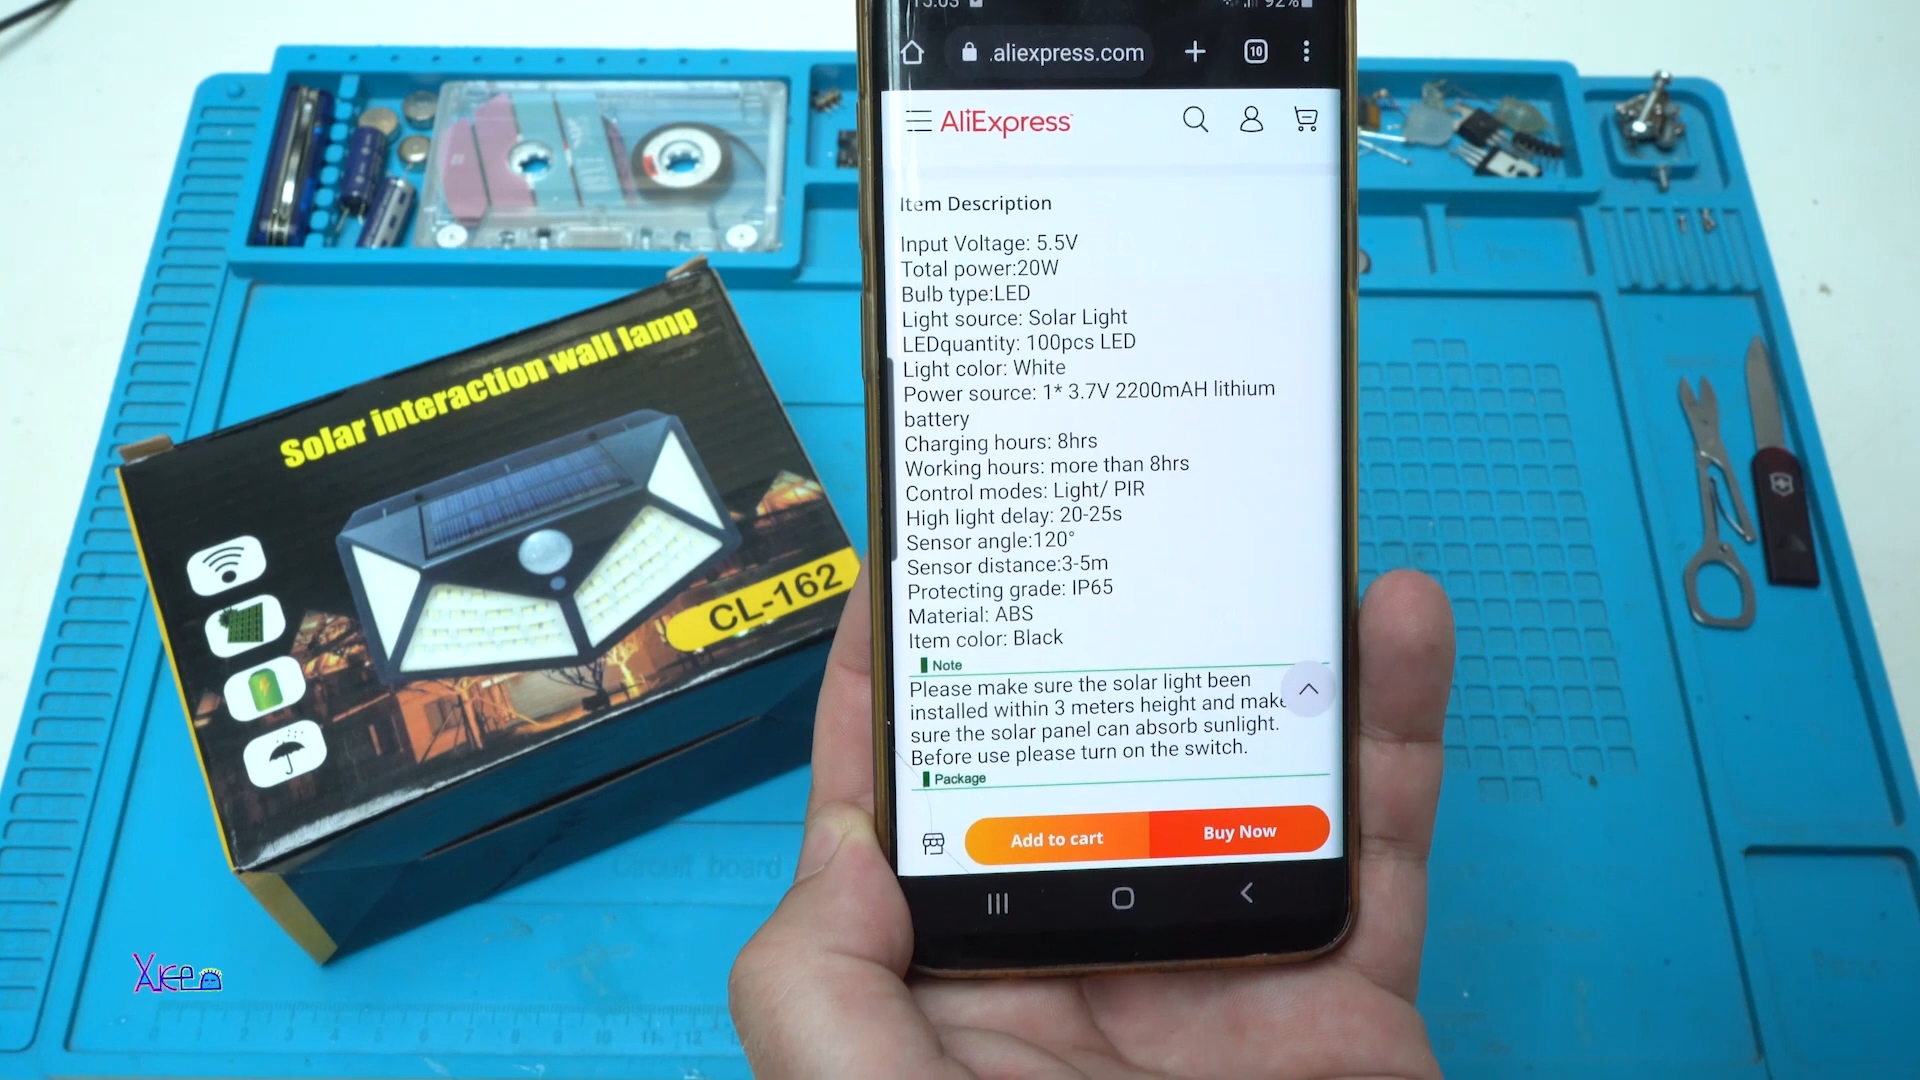 15:03
92%
.aliexpress.com
10
AliExpress
Item Description
Input Voltage: 5.5V
Total power:20W
Bulb type:LED
Light source: Solar Light
LEDquantity: 100pcs LED
Light color: White
Power source: 1* 3.7V 2200mAH lithium
battery
Charging hours: 8hrs
Working hours: more than 8hrs
Control modes: Light/ PIR
High light delay: 20-25s
Sensor angle:120°
Sensor distance:3-5m
Protecting grade: IP65
Material: ABS
Item color: Black
Note
Please make sure the solar light been
installed within 3 meters height and make
sure the solar panel can absorb sunlight.
Before use please turn on the switch.
Package
Add to cart
Buy Now
Solar interaction wall lamp
CL-162
Circuit board